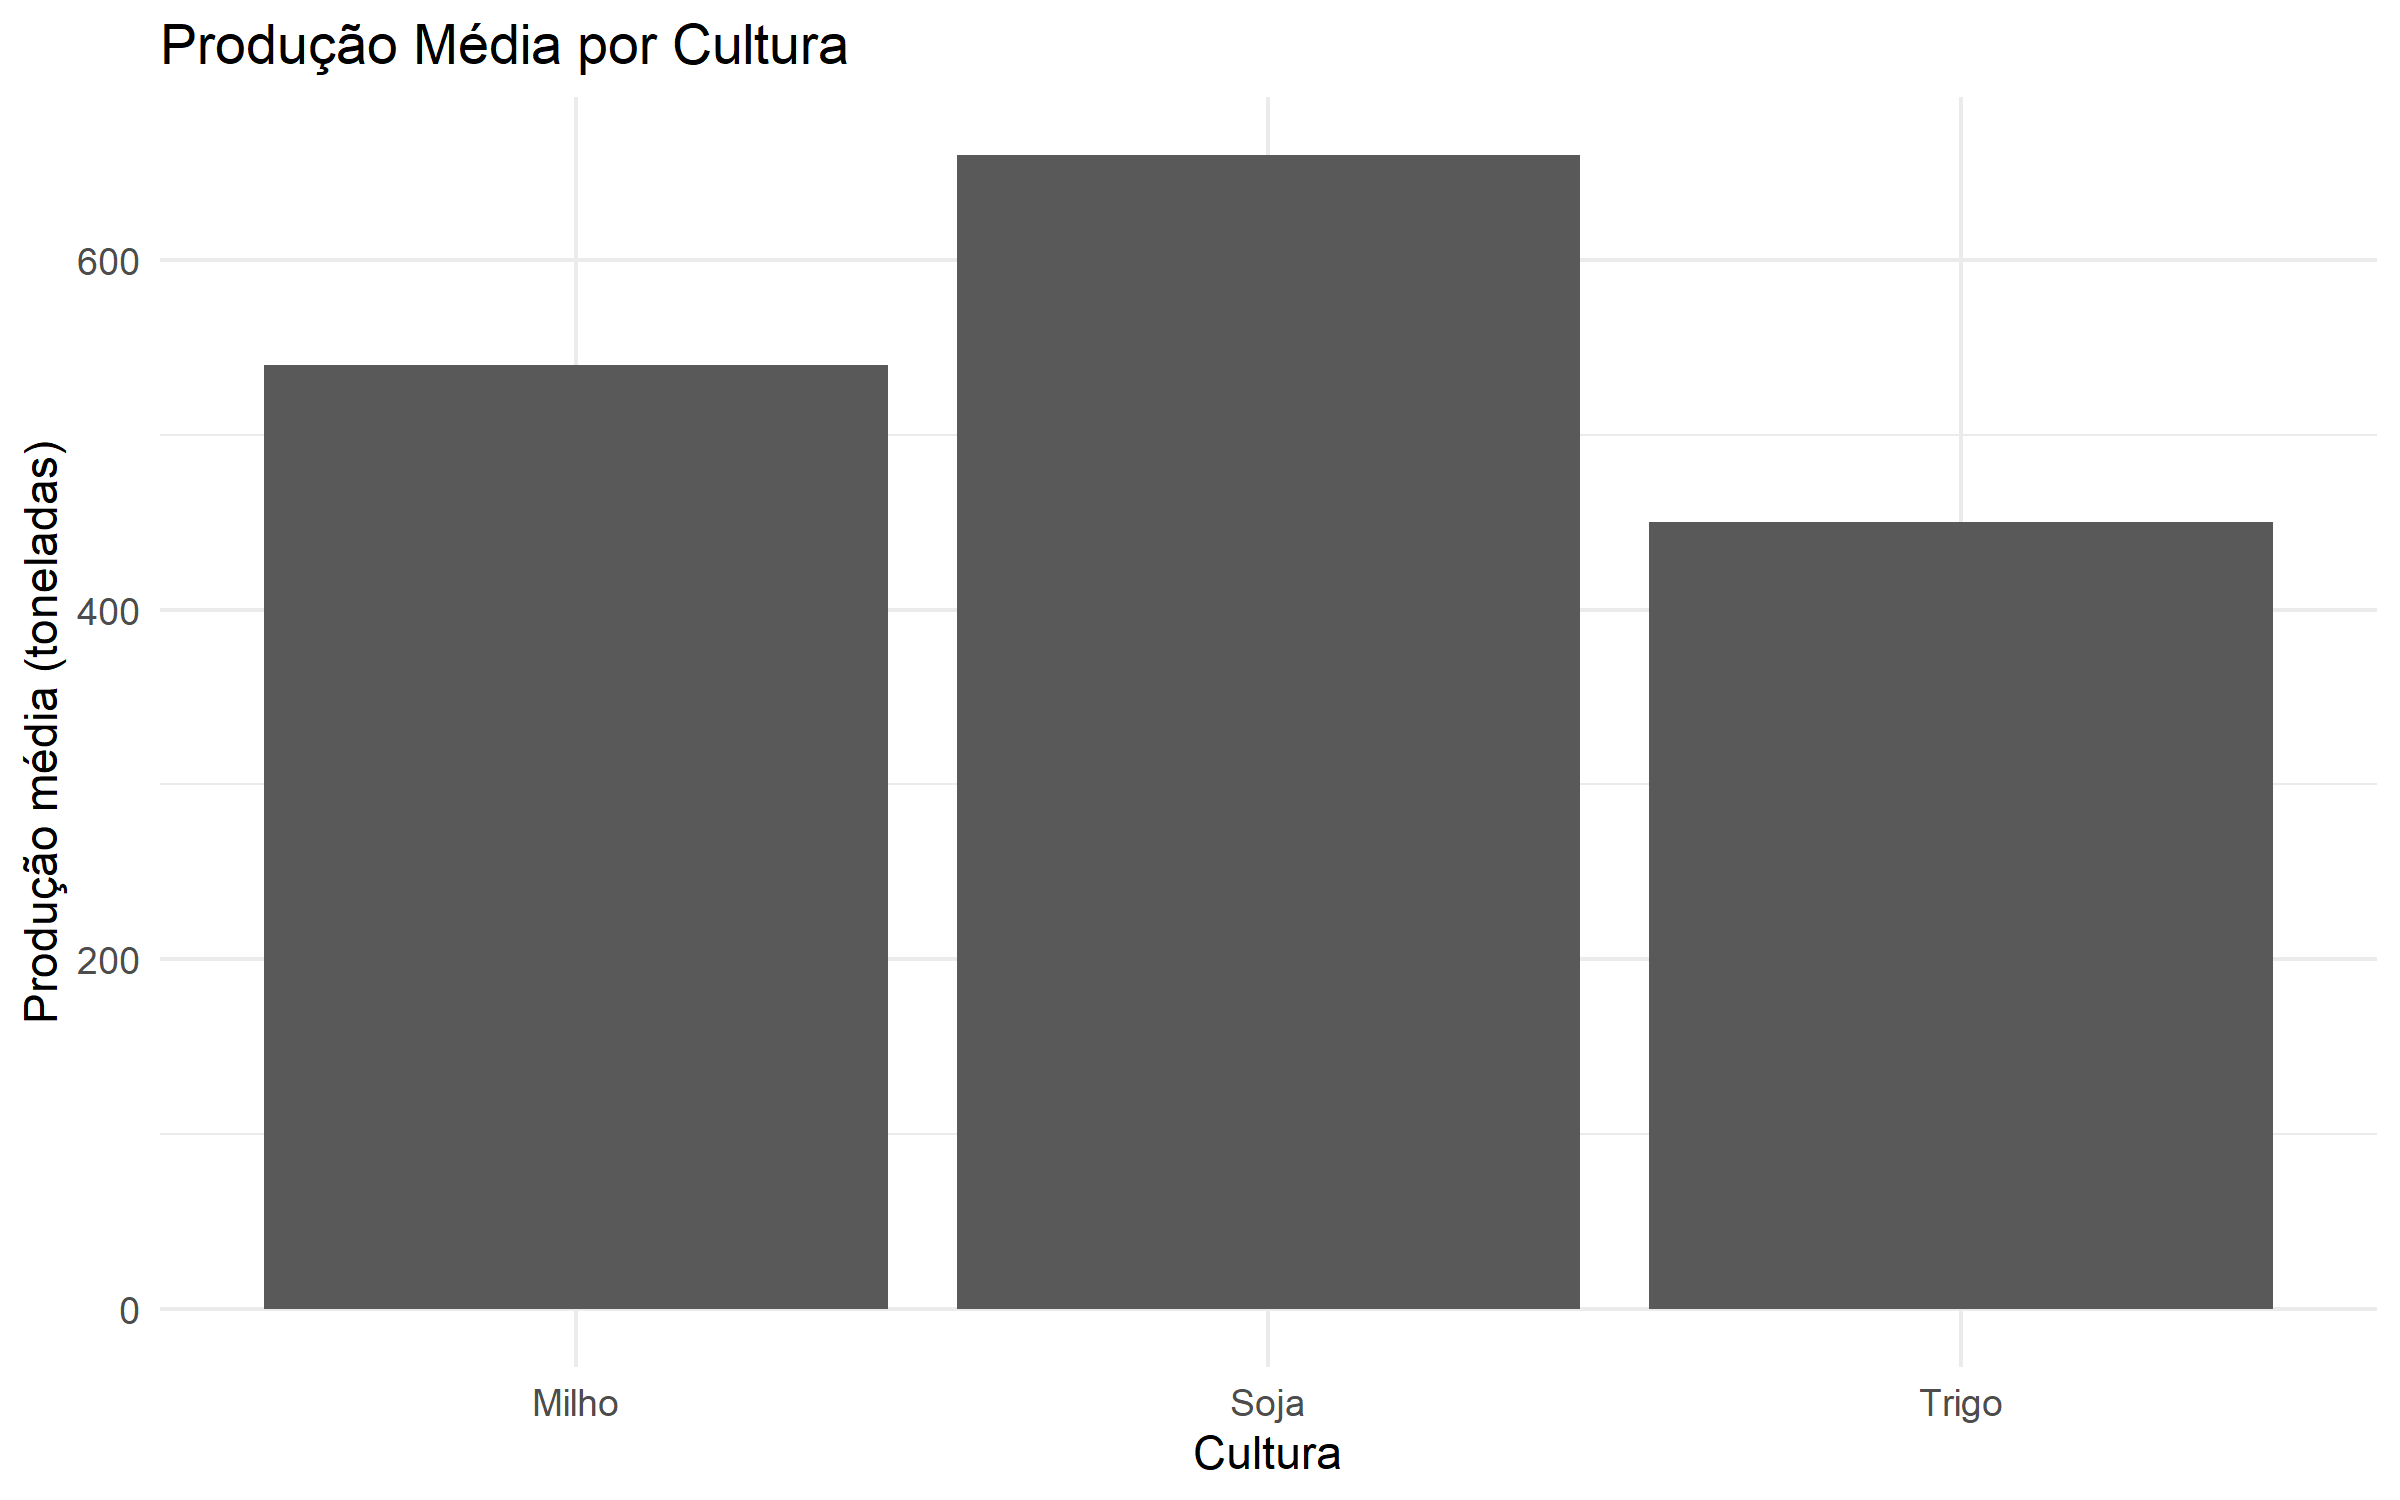 Produção Média por Cultura
Produção média (toneladas)
600
400
200
0
Milho
Soja
Trigo
Cultura